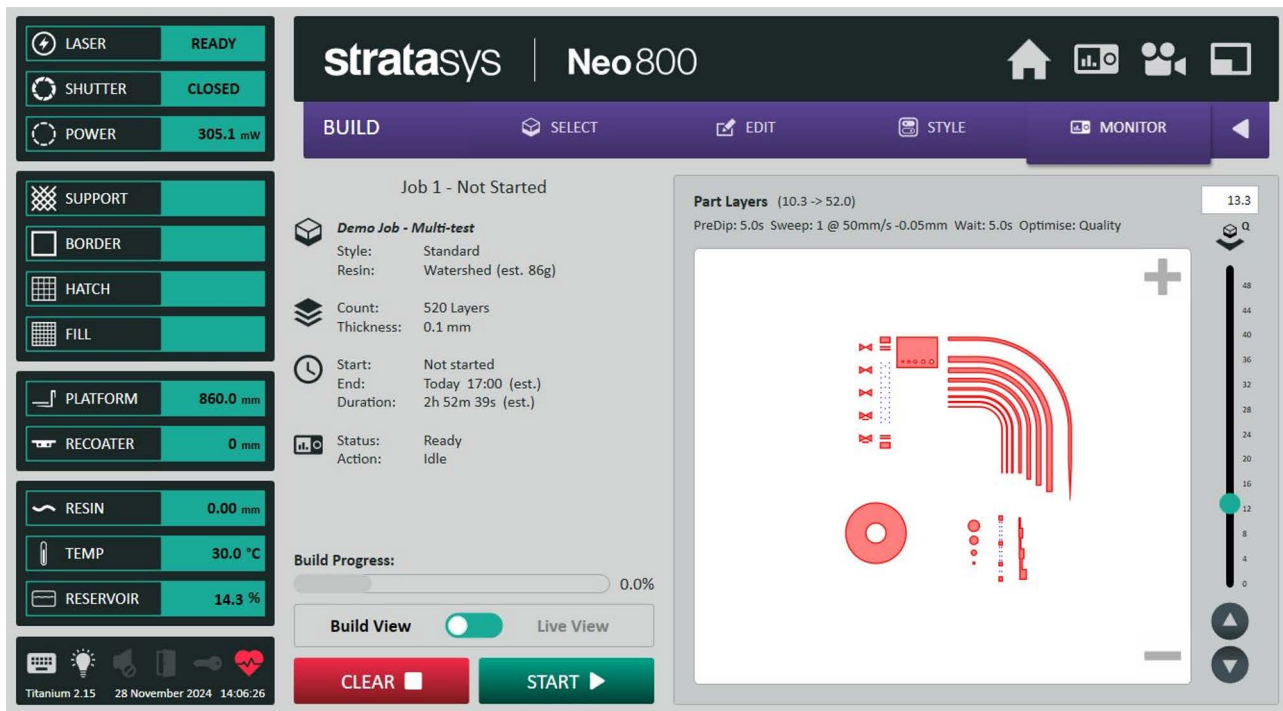 LASER READY
SHUTTER CLOSED
POWER 305.1 mW
SUPPORT
BORDER
HATCH
FILL
PLATFORM 860.0 mm
RECOATER 0 mm
RESIN 0.00 mm
TEMP 30.0 °C
RESERVOIR 14.3 %
Titanium 2.15 28 November 2024 14:06:26
stratasys Neo800
BUILD SELECT EDIT STYLE MONITOR
Job 1 - Not Started
Demo Job - Multi-test
Style: Standard
Resin: Watershed (est. 86g)
Count: 520 Layers
Thickness: 0.1 mm
Start: Not started
End: Today 17:00 (est.)
Duration: 2h 52m 39s (est.)
Status: Ready
Action: Idle
Build Progress:
0.0%
Build View Live View
CLEAR START
Part Layers (10.3 -> 52.0)
PreDip: 5.0s Sweep: 1 @ 50mm/s -0.05mm Wait: 5.0s Optimise: Quality
13.3
Q
48
44
40
36
32
28
24
20
16
12
8
4
0